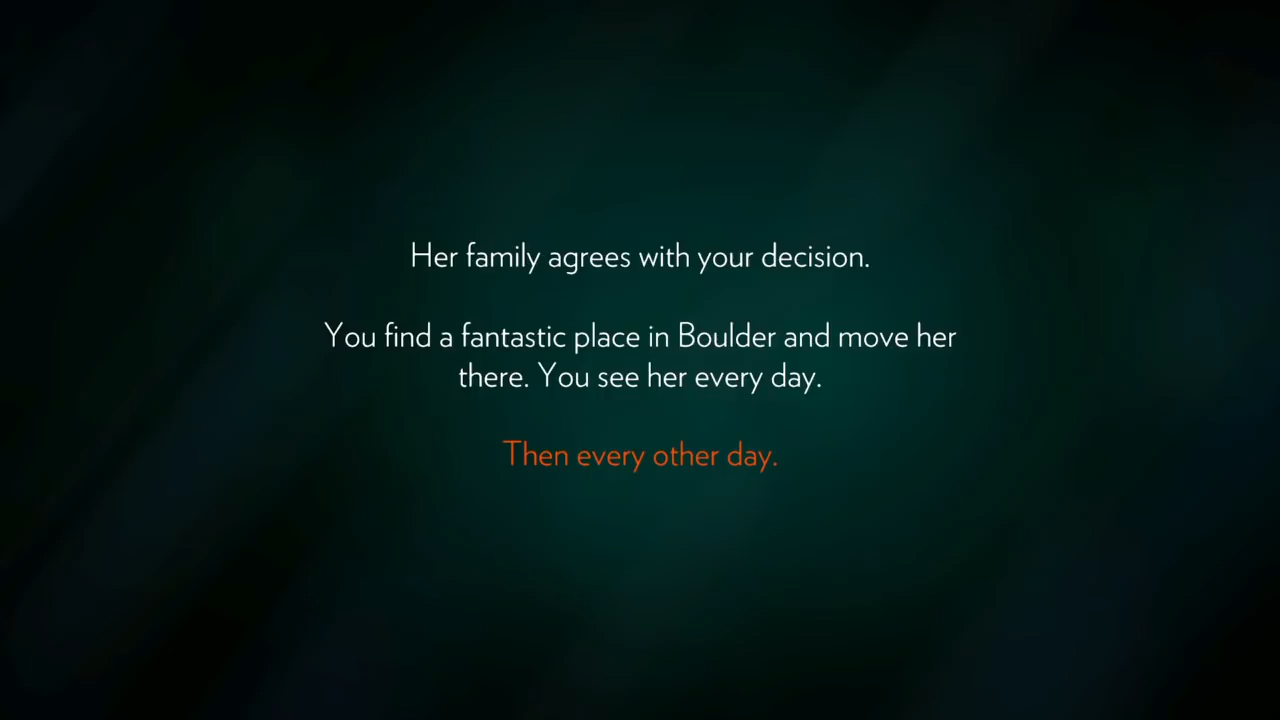 Her family agrees with your decision.
You find a fantastic place in Boulder and move her
there. You see her every day.
Then every other day.